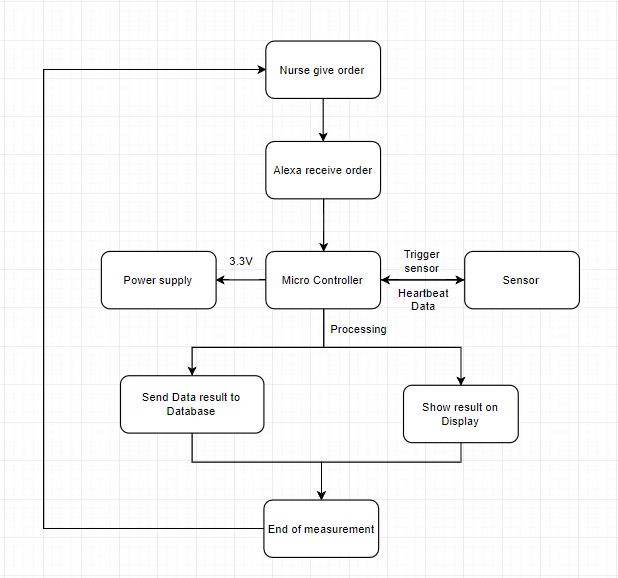 Nurse give order
Alexa receive order
3.3V
Trigger
sensor
Power supply
Micro Controller
Sensor
Heartbeat
Data
Processing
Send Data result to
Database
Show result on
Display
End of measurement